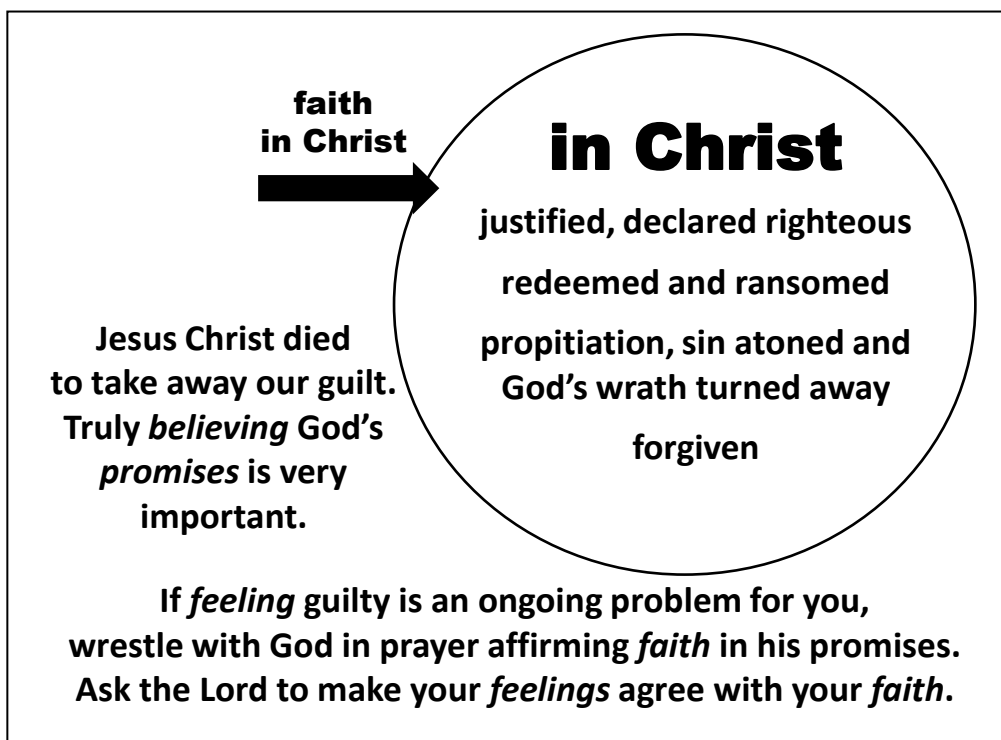 faith
in Christ
in Christ
justified, declared righteous
redeemed and ransomed
propitiation, sin atoned and
God’s wrath turned away
forgiven
Jesus Christ died
to take away our guilt.
Truly believing God’s
promises is very
important.
If feeling guilty is an ongoing problem for you,
wrestle with God in prayer affirming faith in his promises.
Ask the Lord to make your feelings agree with your faith.